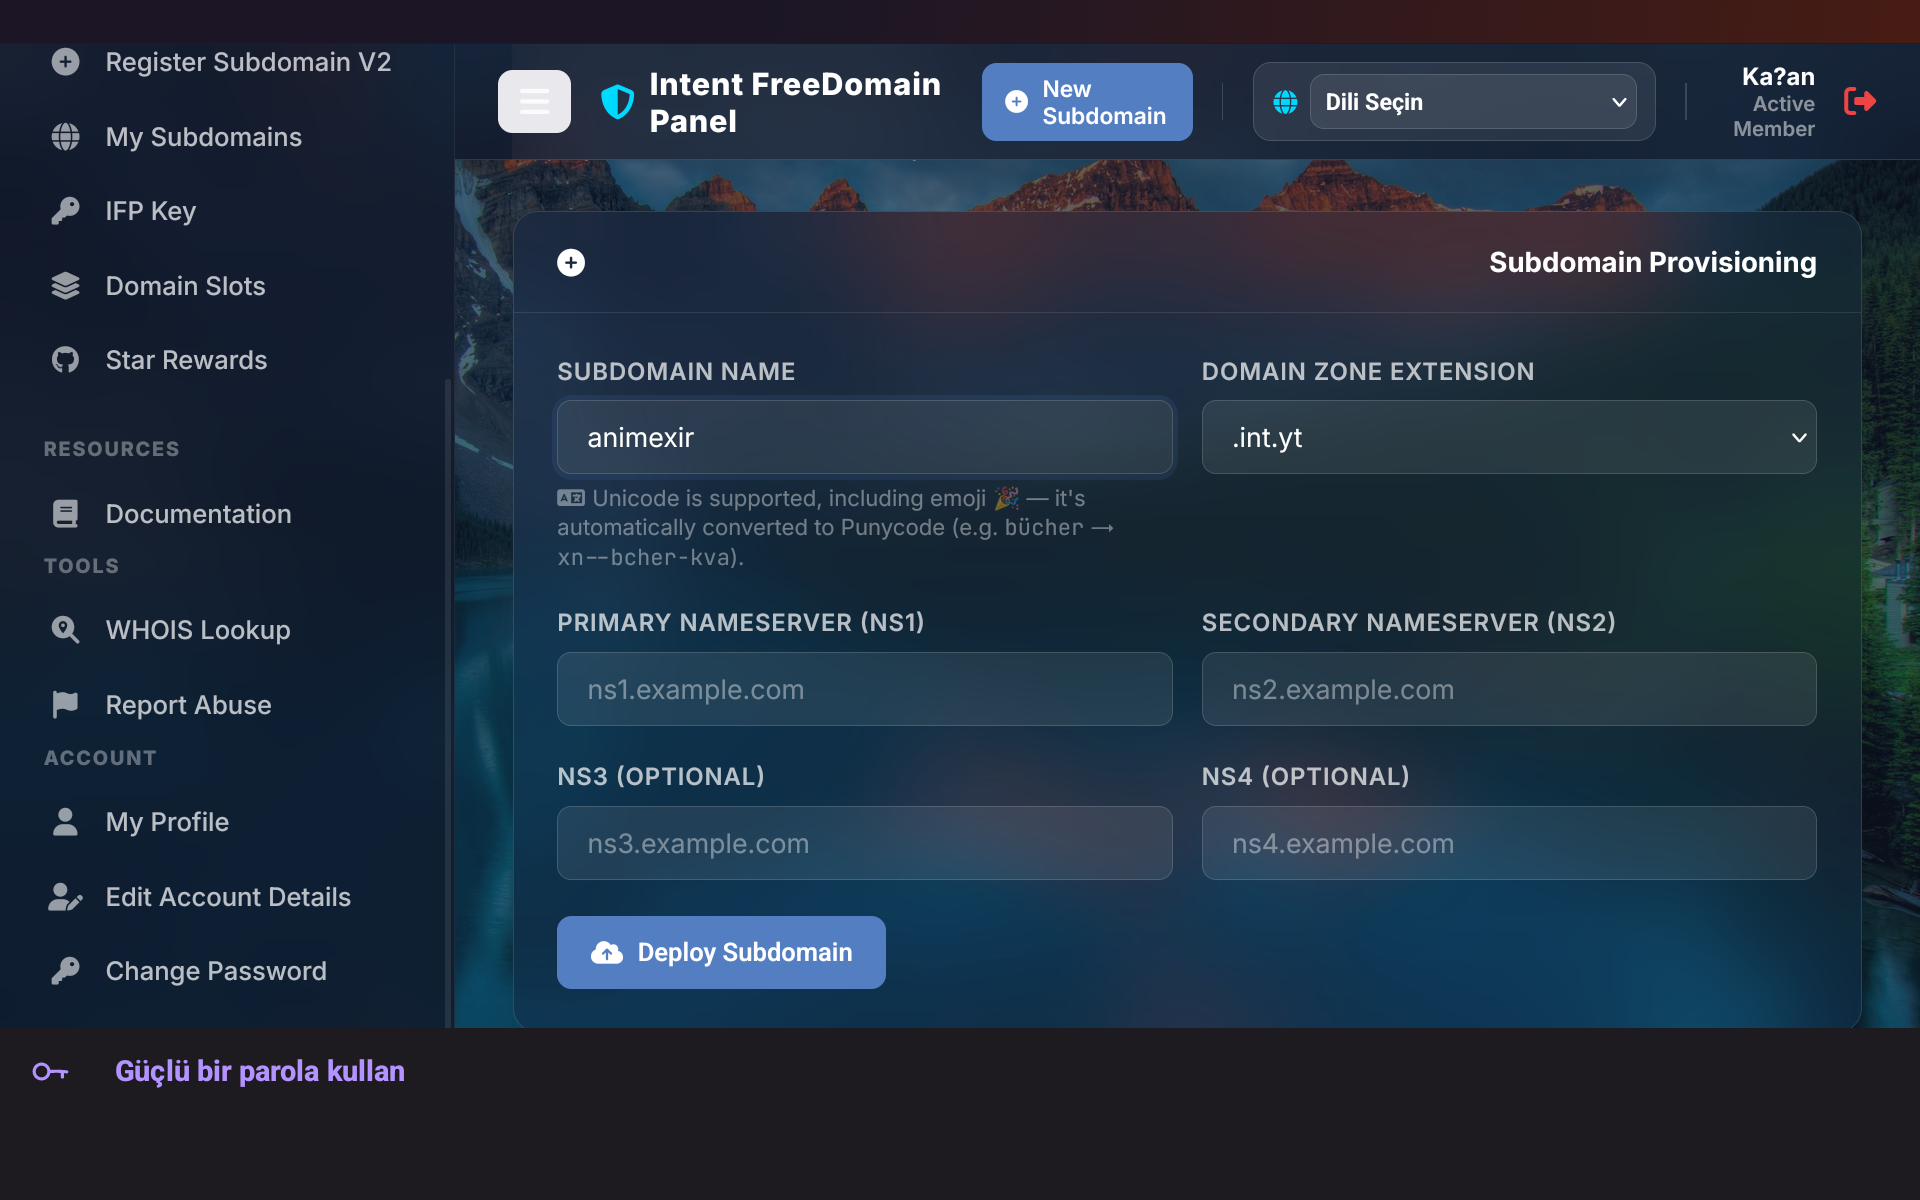 Register Subdomain V2
My Subdomains
IFP Key
Domain Slots
Star Rewards
RESOURCES
Documentation
TOOLS
WHOIS Lookup
Report Abuse
ACCOUNT
My Profile
Edit Account Details
Change Password
Intent FreeDomain
Panel
New
Subdomain
Dili Seçin
Ka?an
Active
Member
Subdomain Provisioning
SUBDOMAIN NAME
animexir
Unicode is supported, including emoji 🎉 — it's
automatically converted to Punycode (e.g. bücher →
xn--bcher-kva).
DOMAIN ZONE EXTENSION
.int.yt
PRIMARY NAMESERVER (NS1)
ns1.example.com
SECONDARY NAMESERVER (NS2)
ns2.example.com
NS3 (OPTIONAL)
ns3.example.com
NS4 (OPTIONAL)
ns4.example.com
Deploy Subdomain
Güçlü bir parola kullan